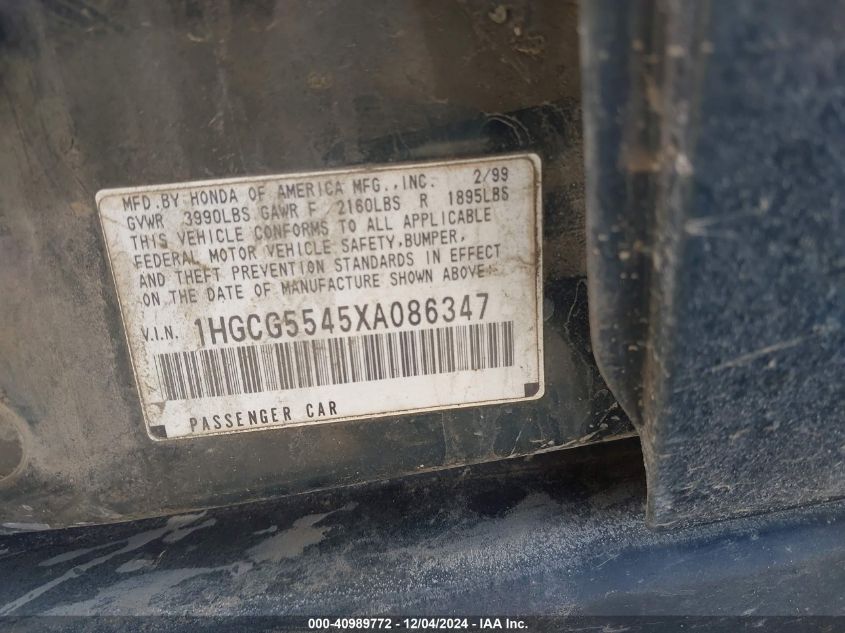 MFD.BY HONDA OF AMERICA MFG.,INC. 2/99
GVWR 3990LBS GAWR F 2160LBS R 1895LBS
THIS VEHICLE CONFORMS TO ALL APPLICABLE
FEDERAL MOTOR VEHICLE SAFETY,BUMPER,
AND THEFT PREVENTION STANDARDS IN EFFECT
ON THE DATE OF MANUFACTURE SHOWN ABOVE.
V.I.N. 1HGCG5545XA086347
PASSENGER CAR
000-40989772 - 12/04/2024 - IAA Inc.